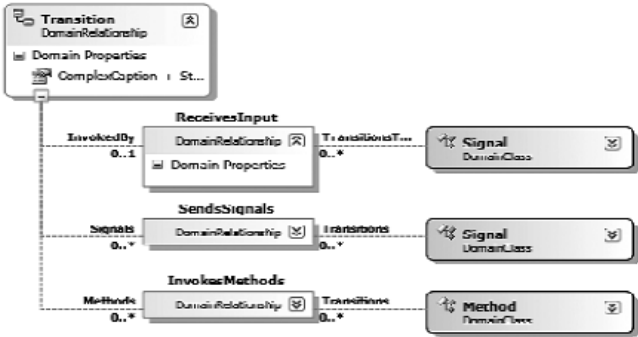 Transition
DomainRelationship
Domain Properties
ComplexCaption : St...
ReceivesInput
InvokedBy
DomainRelationship
TransitionsT...
0..1
0..*
Domain Properties
Signal
DomainClass
SendsSignals
Signals
DomainRelationship
Transitions
0..*
0..*
Signal
DomainClass
InvokesMethods
Methods
DomainRelationship
Transitions
0..*
0..*
Method
DomainClass